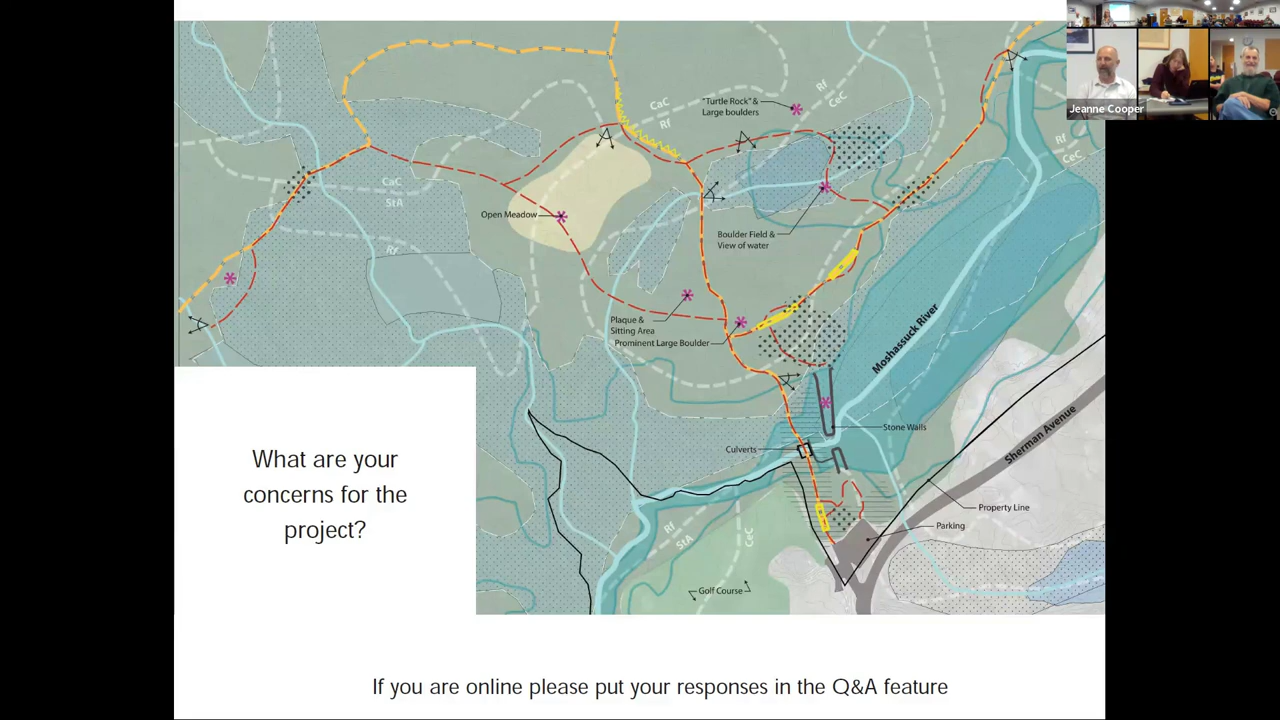 Jeanne Cooper
Rf
CeC
CaC
Rf
"Turtle Rock" &
Large boulders
Rf
CeC
CaC
StA
Open Meadow
Boulder Field &
View of water
Rf
Plaque &
Sitting Area
Prominent Large Boulder
Moshassuck River
Stone Walls
Culverts
Sherman Avenue
Property Line
Parking
Rf
StA
CeC
Golf Course
What are your
concerns for the
project?
If you are online please put your responses in the Q&A feature